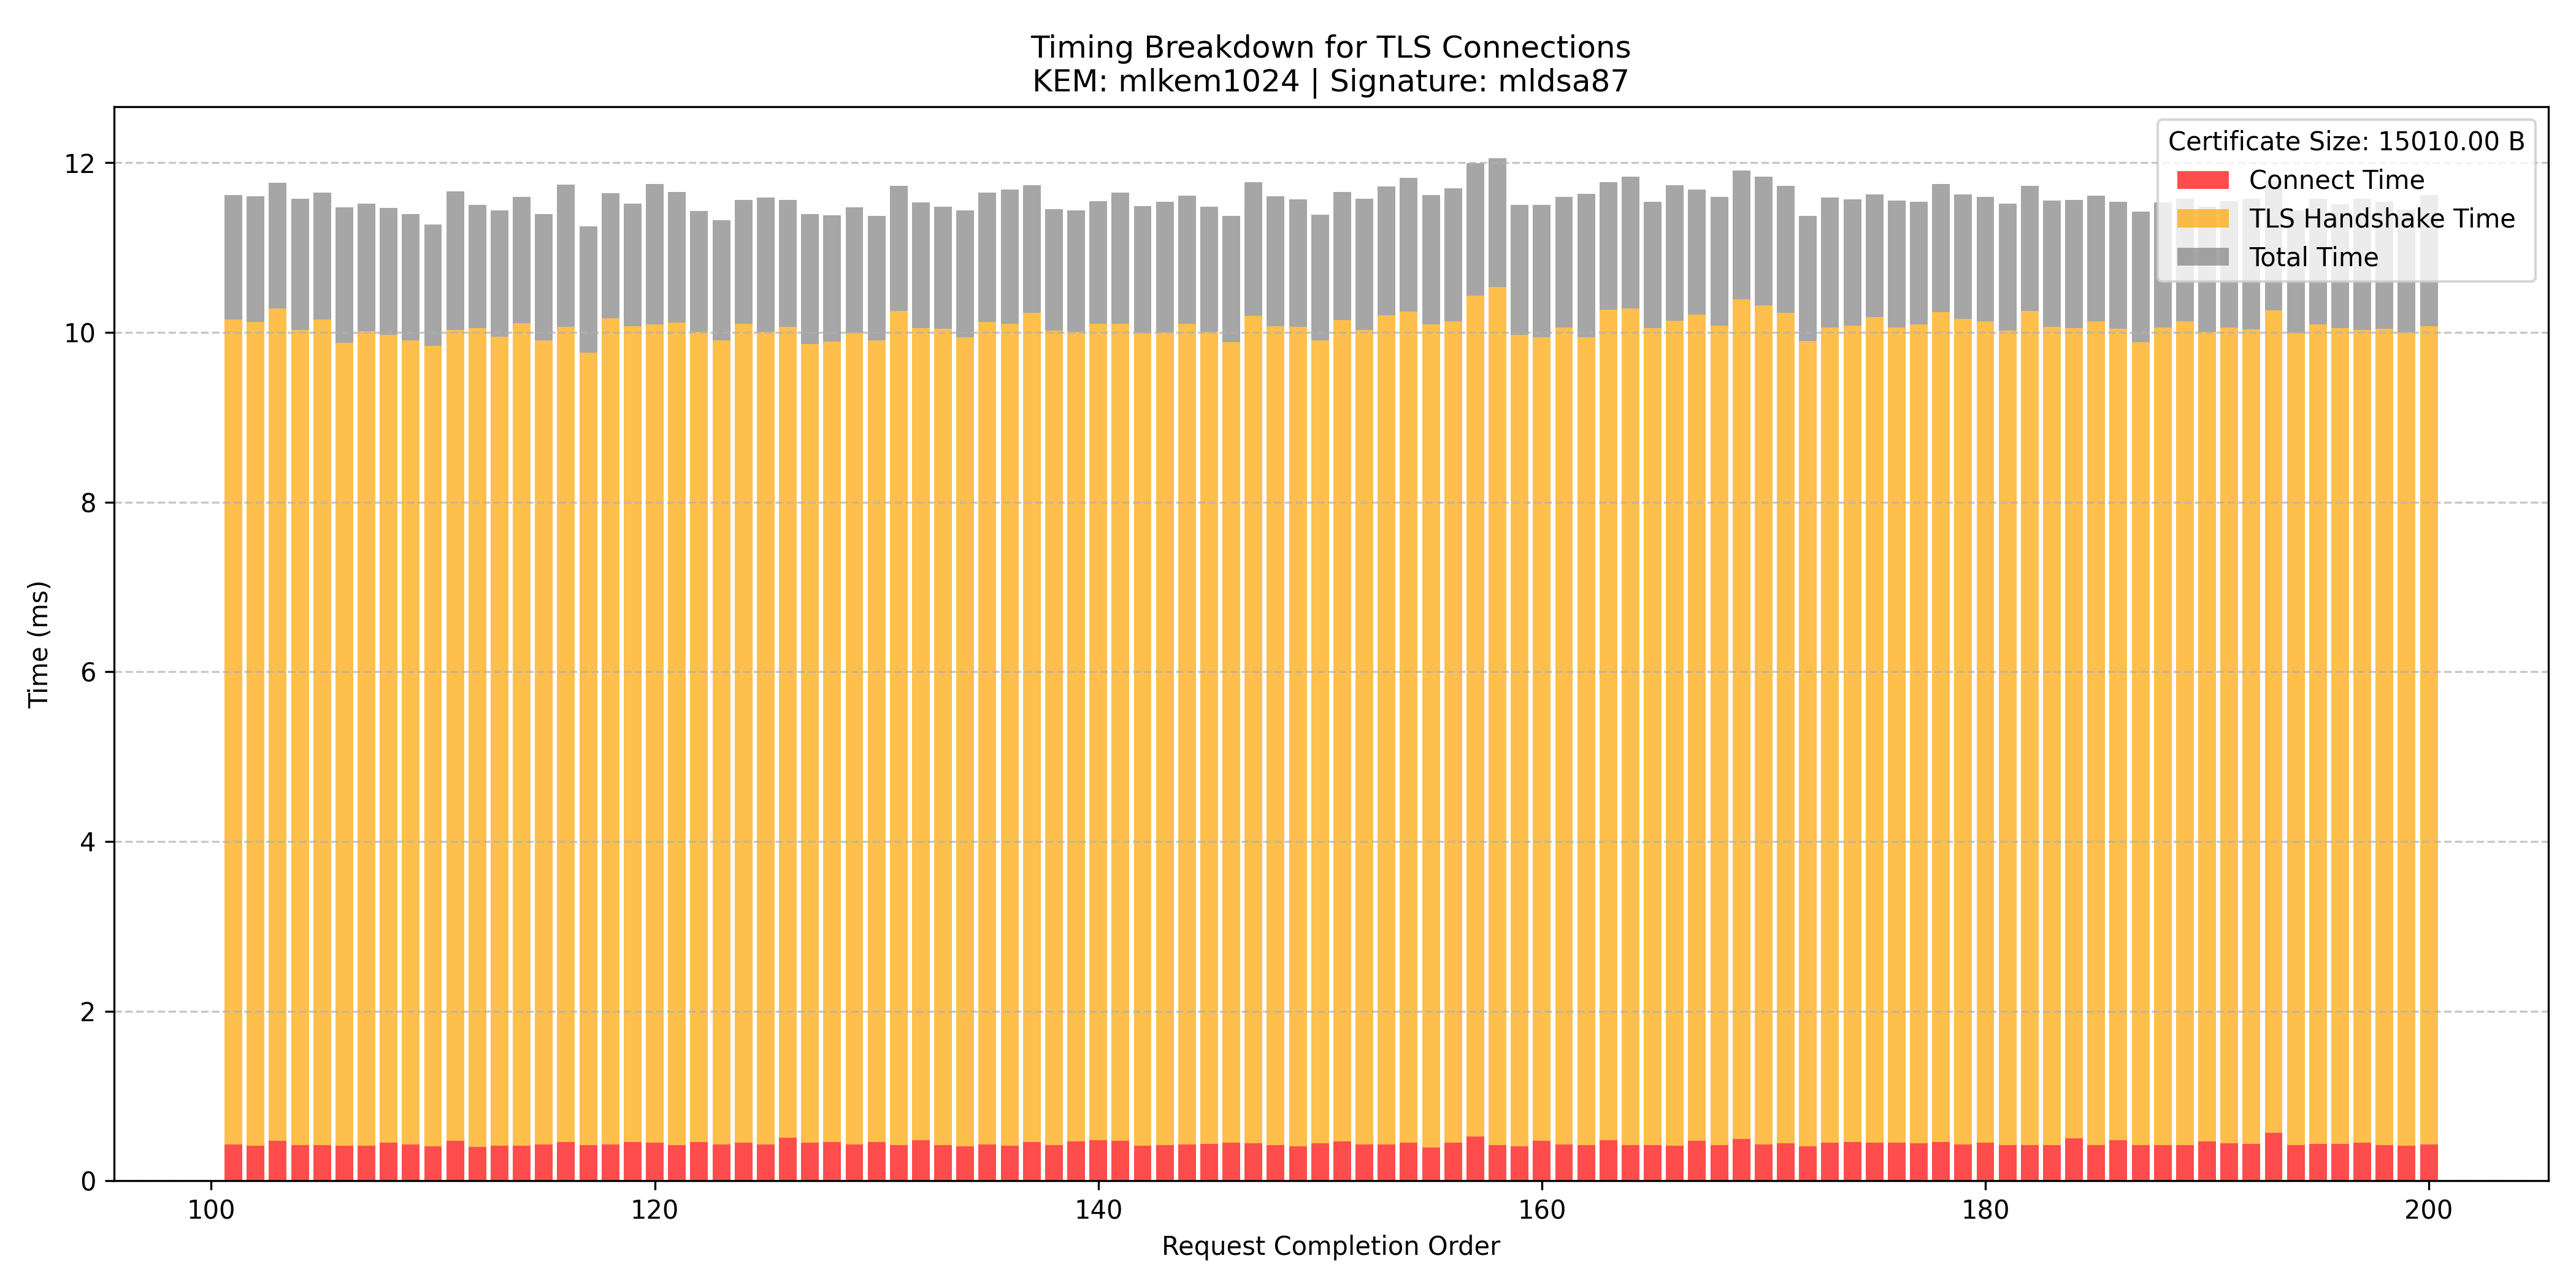 Timing Breakdown for TLS Connections
KEM: mlkem1024 | Signature: mldsa87
Certificate Size: 15010.00 B
Connect Time
TLS Handshake Time
Total Time
Time (ms)
12
10
8
6
4
2
0
100 120 140 160 180 200
Request Completion Order